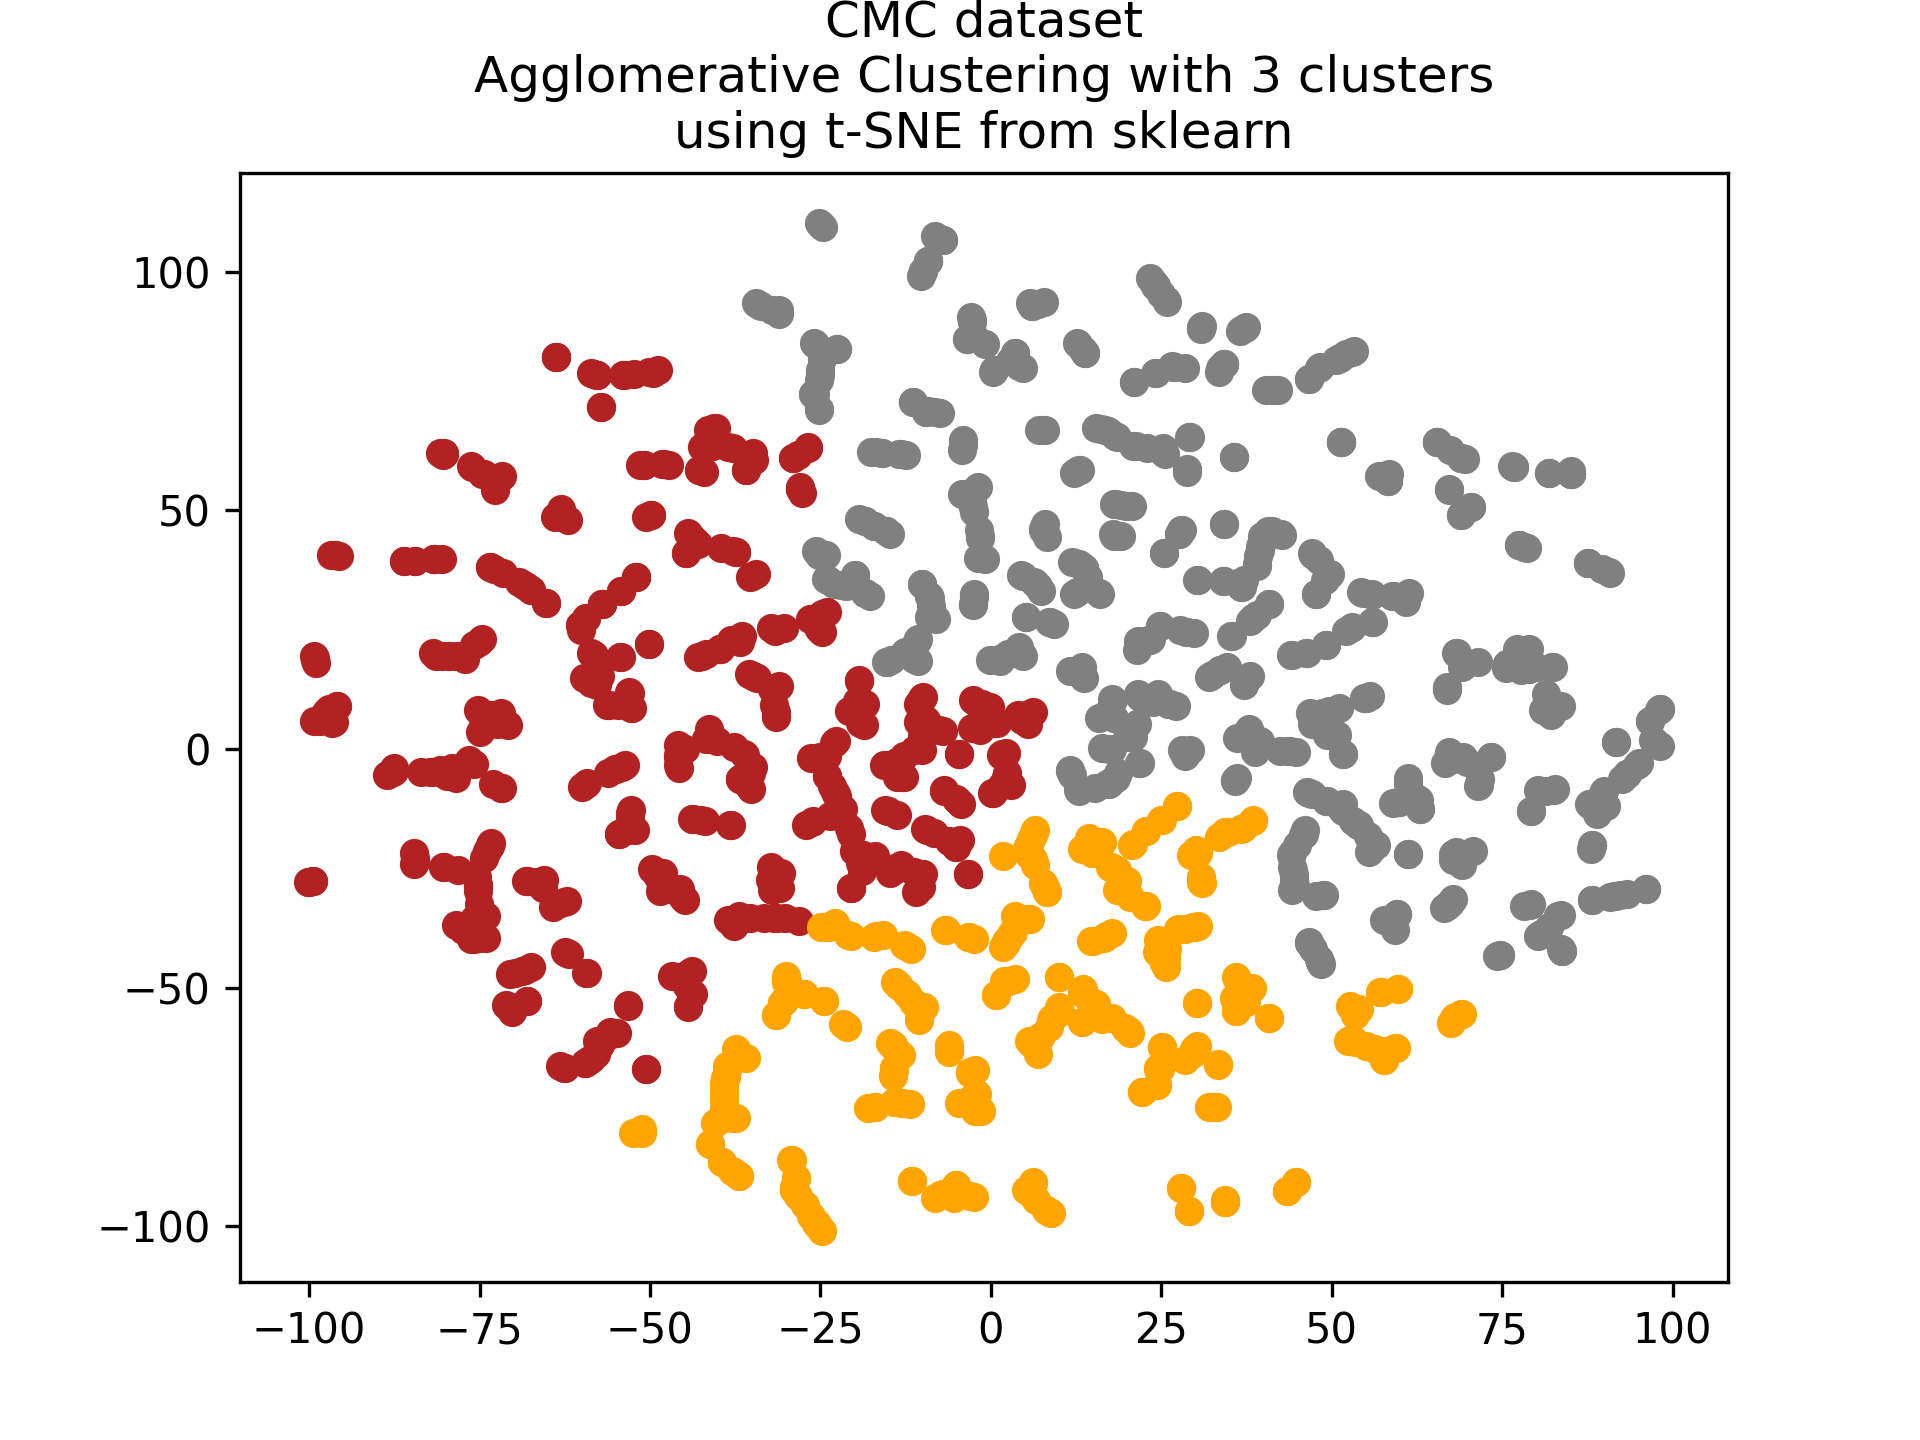 CMC dataset
Agglomerative Clustering with 3 clusters
using t-SNE from sklearn
100
50
0
−50
−100
−100 −75 −50 −25 0 25 50 75 100